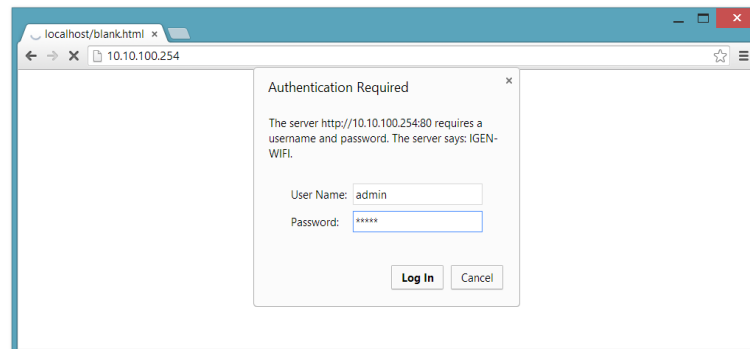 localhost/blank.html
10.10.100.254
Authentication Required
The server http://10.10.100.254:80 requires a
username and password. The server says: IGEN-
WIFI.
User Name: admin
Password: *****
Log In Cancel